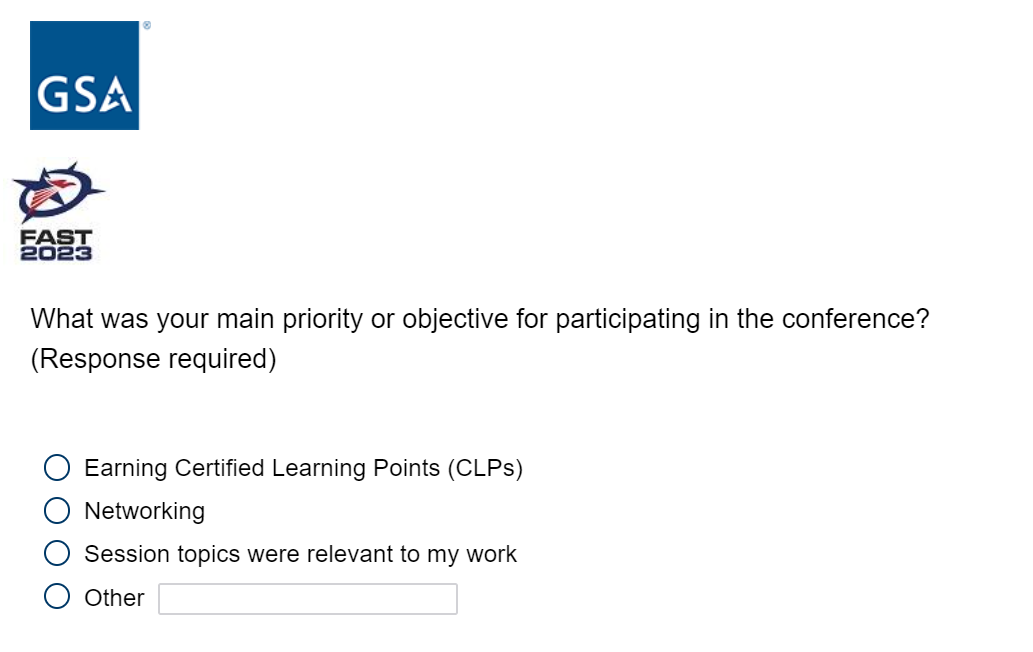 ®
GSA
FAST
2023
What was your main priority or objective for participating in the conference?
(Response required)
Earning Certified Learning Points (CLPs)
Networking
Session topics were relevant to my work
Other